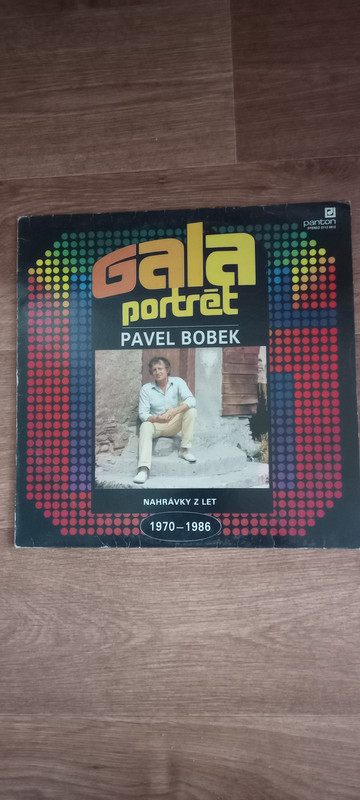 panton
Gala
portrét
PAVEL BOBEK
NAHRÁVKY Z LET
1970–1986